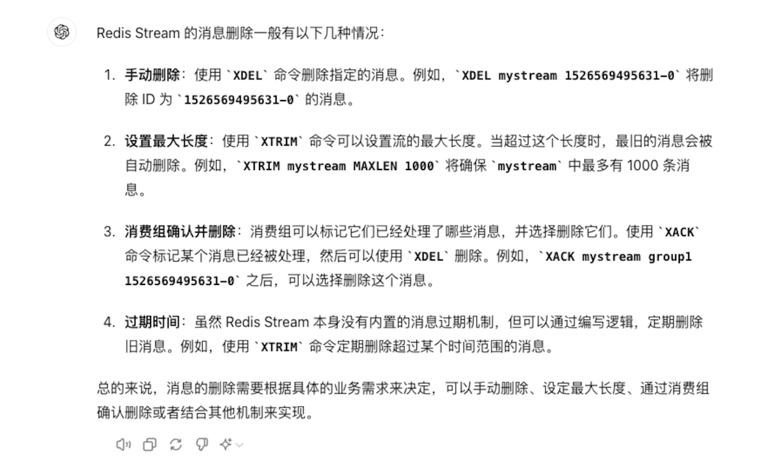 Redis Stream 的消息删除一般有以下几种情况：
1. 手动删除：使用 `XDEL` 命令删除指定的消息。例如，`XDEL mystream 1526569495631-0` 将删
除 ID 为 `1526569495631-0` 的消息。
2. 设置最大长度：使用 `XTRIM` 命令可以设置流的最大长度。当超过这个长度时，最旧的消息会被
自动删除。例如，`XTRIM mystream MAXLEN 1000` 将确保 `mystream` 中最多有 1000 条消
息。
3. 消费组确认并删除：消费组可以标记它们已经处理了哪些消息，并选择删除它们。使用 `XACK`
命令标记某个消息已经被处理，然后可以使用 `XDEL` 删除。例如，`XACK mystream group1
1526569495631-0` 之后，可以选择删除这个消息。
4. 过期时间：虽然 Redis Stream 本身没有内置的消息过期机制，但可以通过编写逻辑，定期删除
旧消息。例如，使用 `XTRIM` 命令定期删除超过某个时间范围的消息。
总的来说，消息的删除需要根据具体的业务需求来决定，可以手动删除、设定最大长度、通过消费组
确认删除或者结合其他机制来实现。